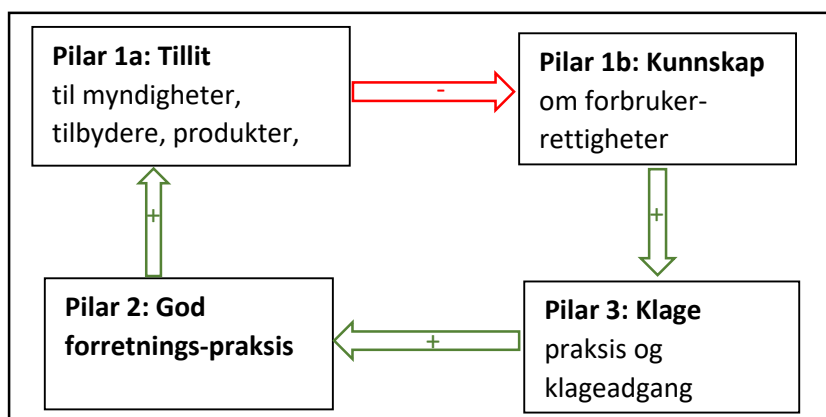 Pilar 1a: Tillit
til myndigheter,
tilbydere, produkter,
-
Pilar 1b: Kunnskap
om forbruker-
rettigheter
+
+
Pilar 2: God
forretnings-praksis
+
Pilar 3: Klage
praksis og
klageadgang